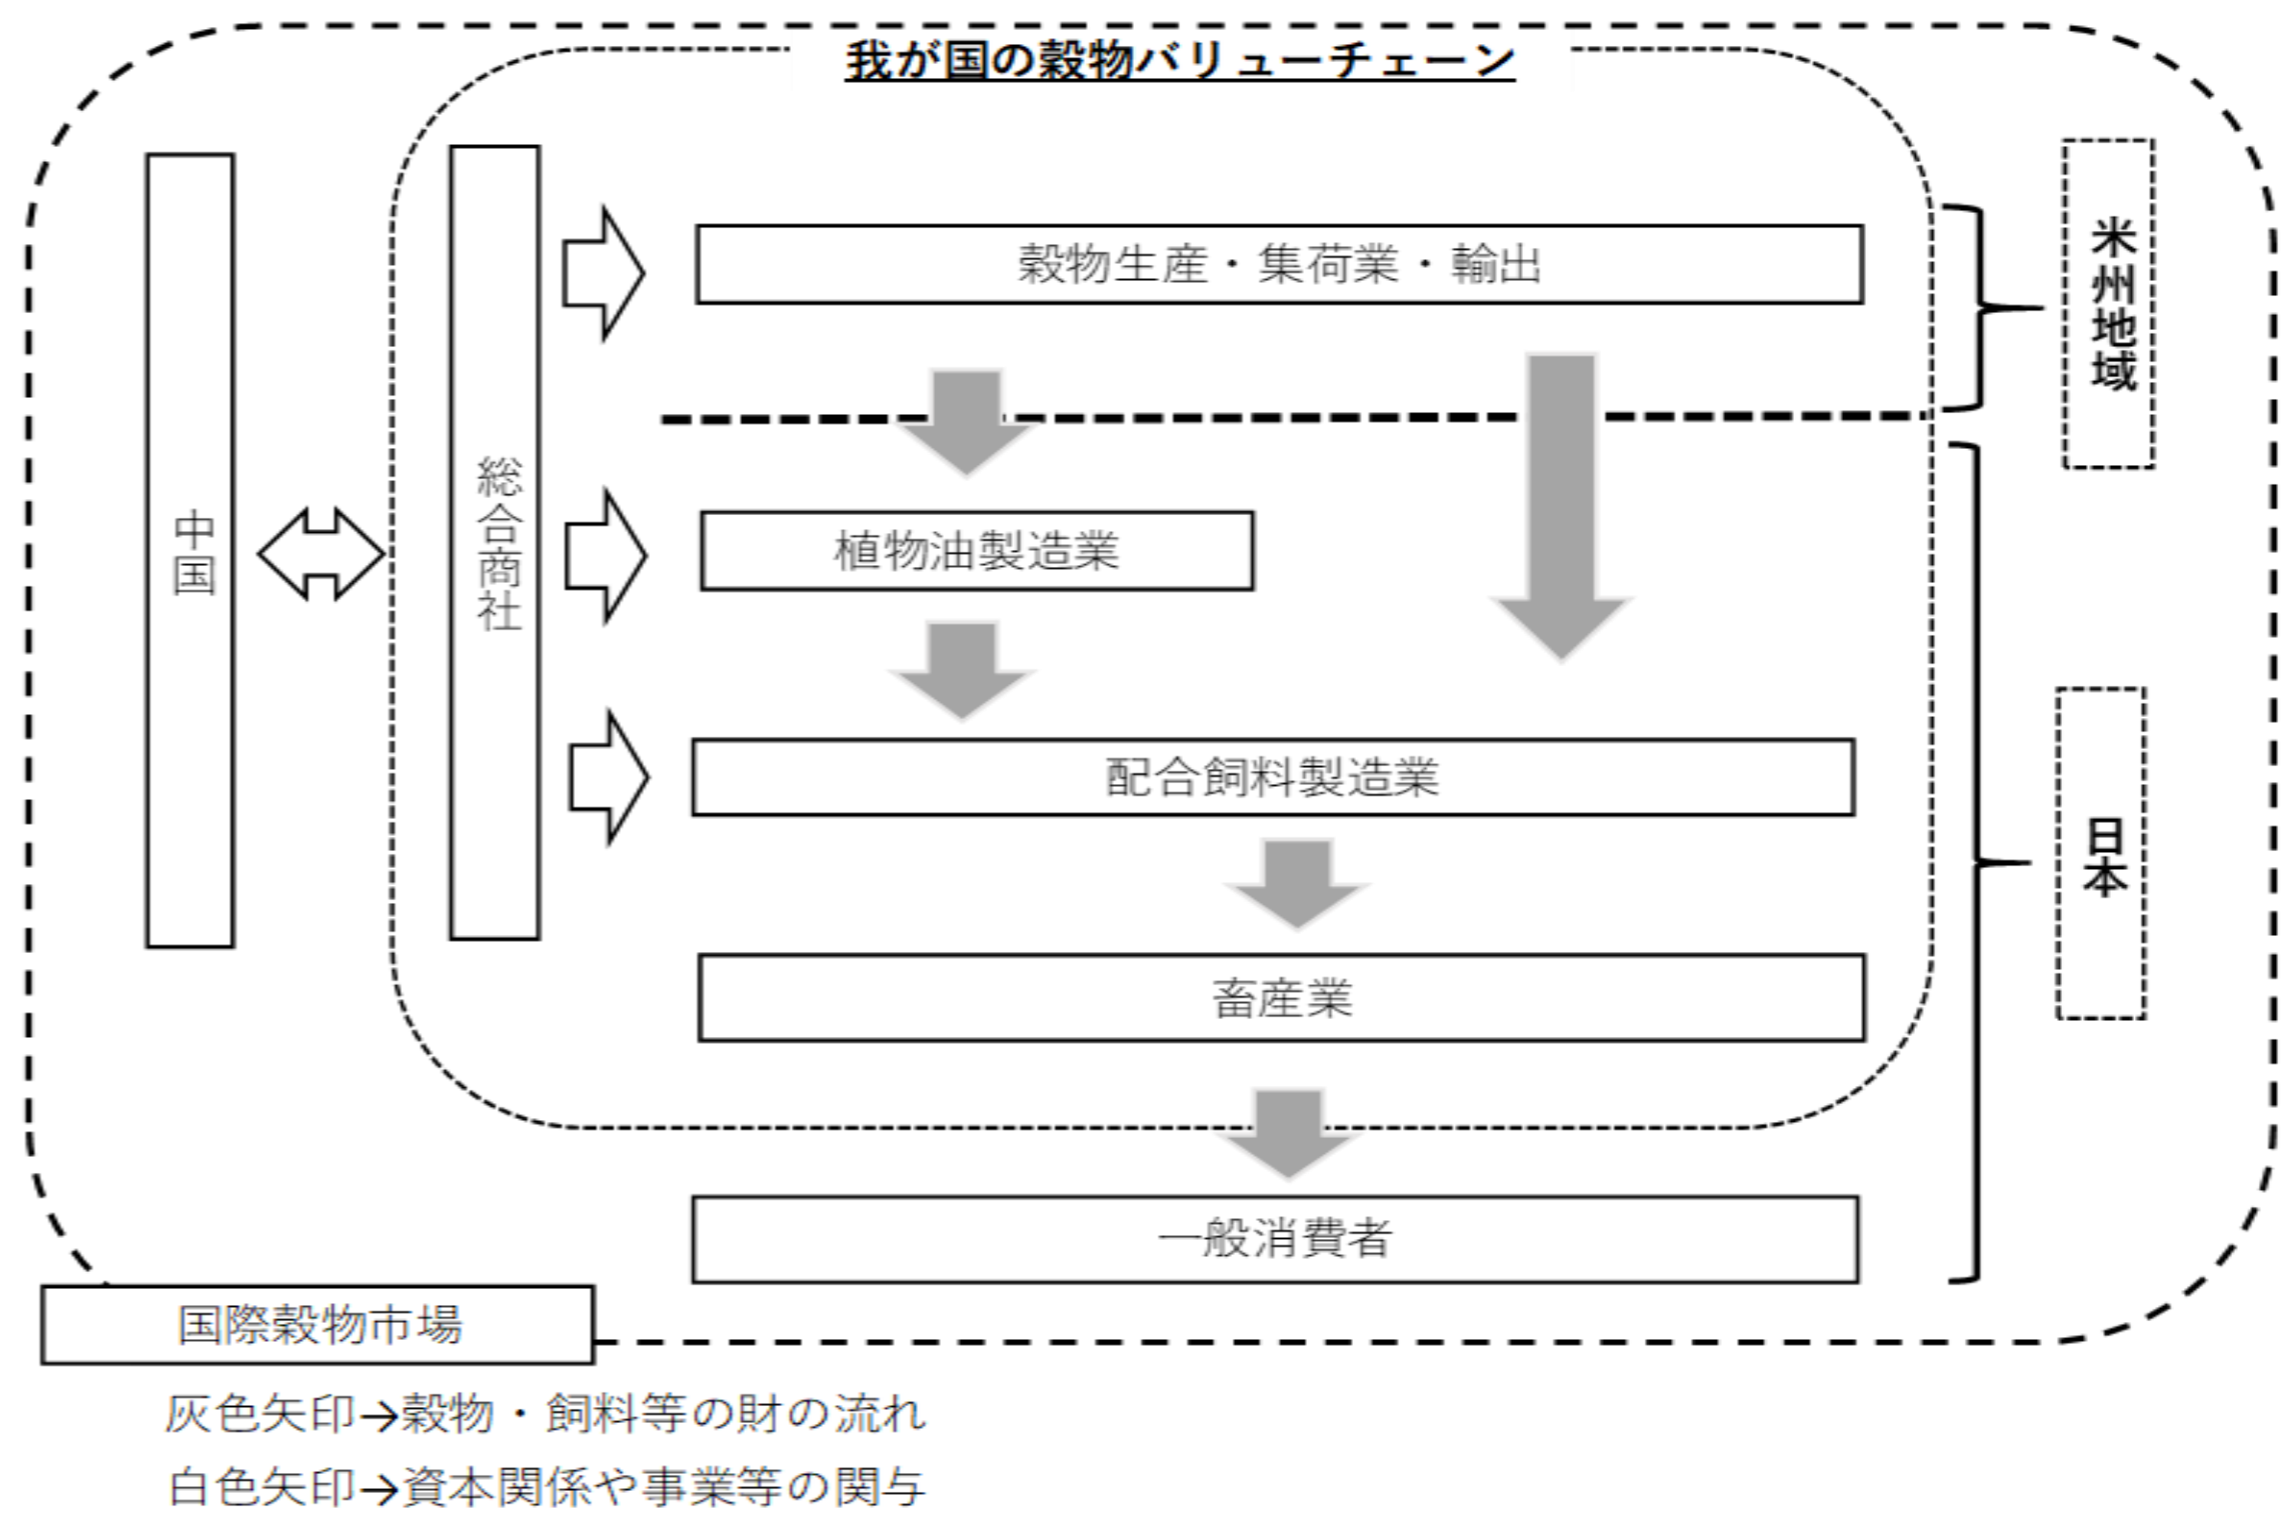 我が国の穀物バリューチェーン
中国
総合商社
穀物生産・集荷業・輸出
米州地域
植物油製造業
配合飼料製造業
日本
畜産業
一般消費者
国際穀物市場
灰色矢印→穀物・飼料等の財の流れ
白色矢印→資本関係や事業等の関与